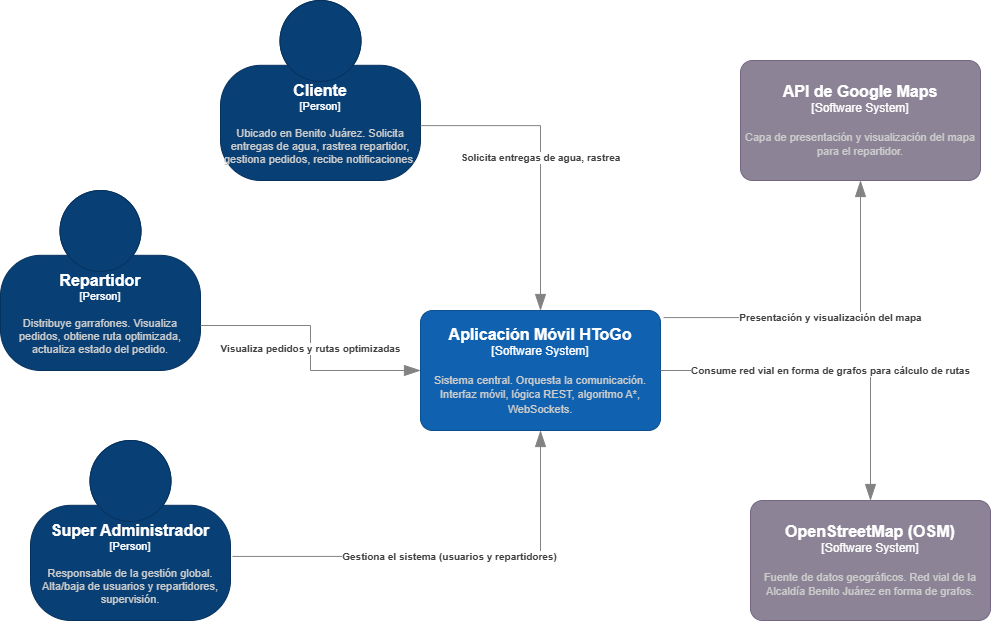 Cliente
[Person]
Ubicado en Benito Juárez. Solicita
entregas de agua, rastrea repartidor,
gestiona pedidos, recibe notificaciones
Solicita entregas de agua, rastrea
API de Google Maps
[Software System]
Capa de presentación y visualización del mapa
para el repartidor.
Repartidor
[Person]
Distribuye garrafones. Visualiza
pedidos, obtiene ruta optimizada,
actualiza estado del pedido.
Visualiza pedidos y rutas optimizadas
Aplicación Móvil HToGo
[Software System]
Sistema central. Orquesta la comunicación.
Interfaz móvil, lógica REST, algoritmo A*,
WebSockets.
Presentación y visualización del mapa
Consume red vial en forma de grafos para cálculo de rutas
Super Administrador
[Person]
Responsable de la gestión global.
Alta/baja de usuarios y repartidores,
supervisión.
Gestiona el sistema (usuarios y repartidores)
OpenStreetMap (OSM)
[Software System]
Fuente de datos geográficos. Red vial de la
Alcaldía Benito Juárez en forma de grafos.